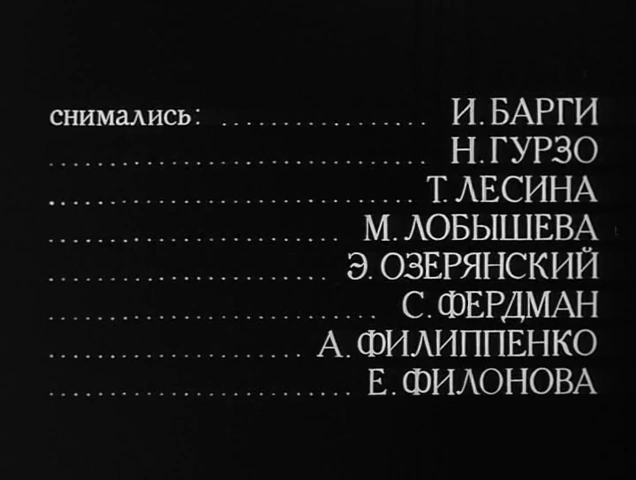 снимались: ................. И. БАРГИ
.............................. Н. ГУРЗО
............................. Т. ЛЕСИНА
....................... М. ЛОБЫШЕВА
...................... Э. ОЗЕРЯНСКИЙ
.......................... С. ФЕРДМАН
.................... А. ФИЛИППЕНКО
........................ Е. ФИЛОНОВА